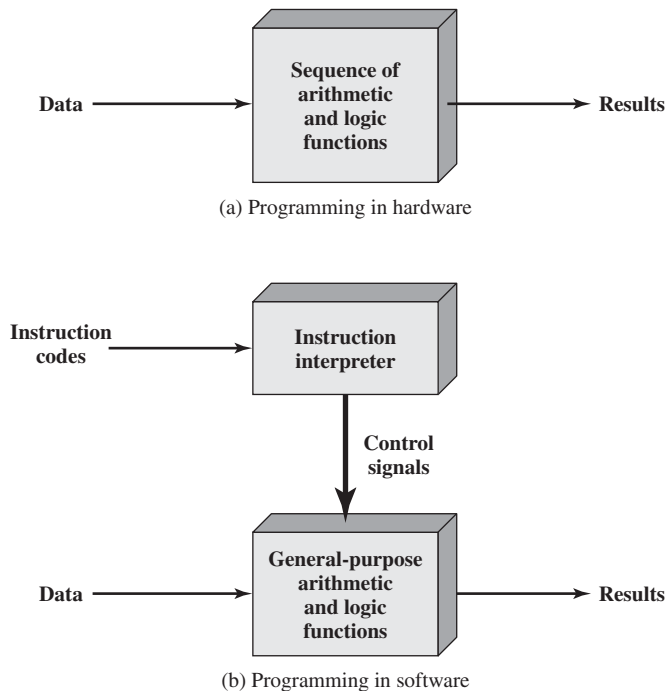 Sequence of
arithmetic
and logic
functions
Data
Results
(a) Programming in hardware
Instruction
codes
Instruction
interpreter
Control
signals
General-purpose
arithmetic
and logic
functions
Data
Results
(b) Programming in software